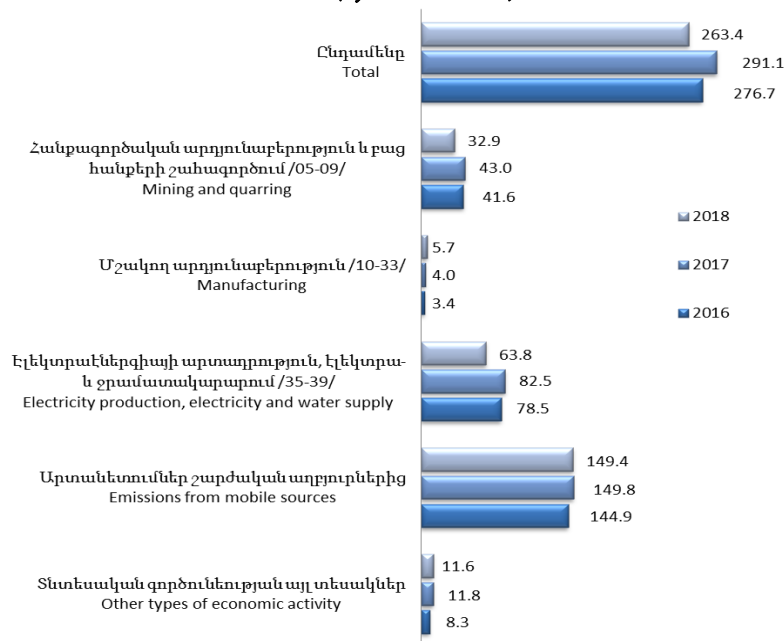 263.4
Ընդամենը
291.1
Total
276.7
Հանքագործական արդյունաբերություն և բաց
32.9
հանքերի շահագործում /05-09/
43.0
Mining and quarring
41.6
2018
5.7
Մշակող արդյունաբերություն /10-33/
4.0
2017
Manufacturing
3.4
2016
Էլեկտրաէներգիայի արտադրություն, էլեկտրա-
63.8
և ջրամատակարարում /35-39/
82.5
Electricity production, electricity and water supply
78.5
149.4
Արտանետումներ շարժական աղբյուրներից
149.8
Emissions from mobile sources
144.9
11.6
Տնտեսական գործունեության այլ տեսակներ
11.8
Other types of economic activity
8.3